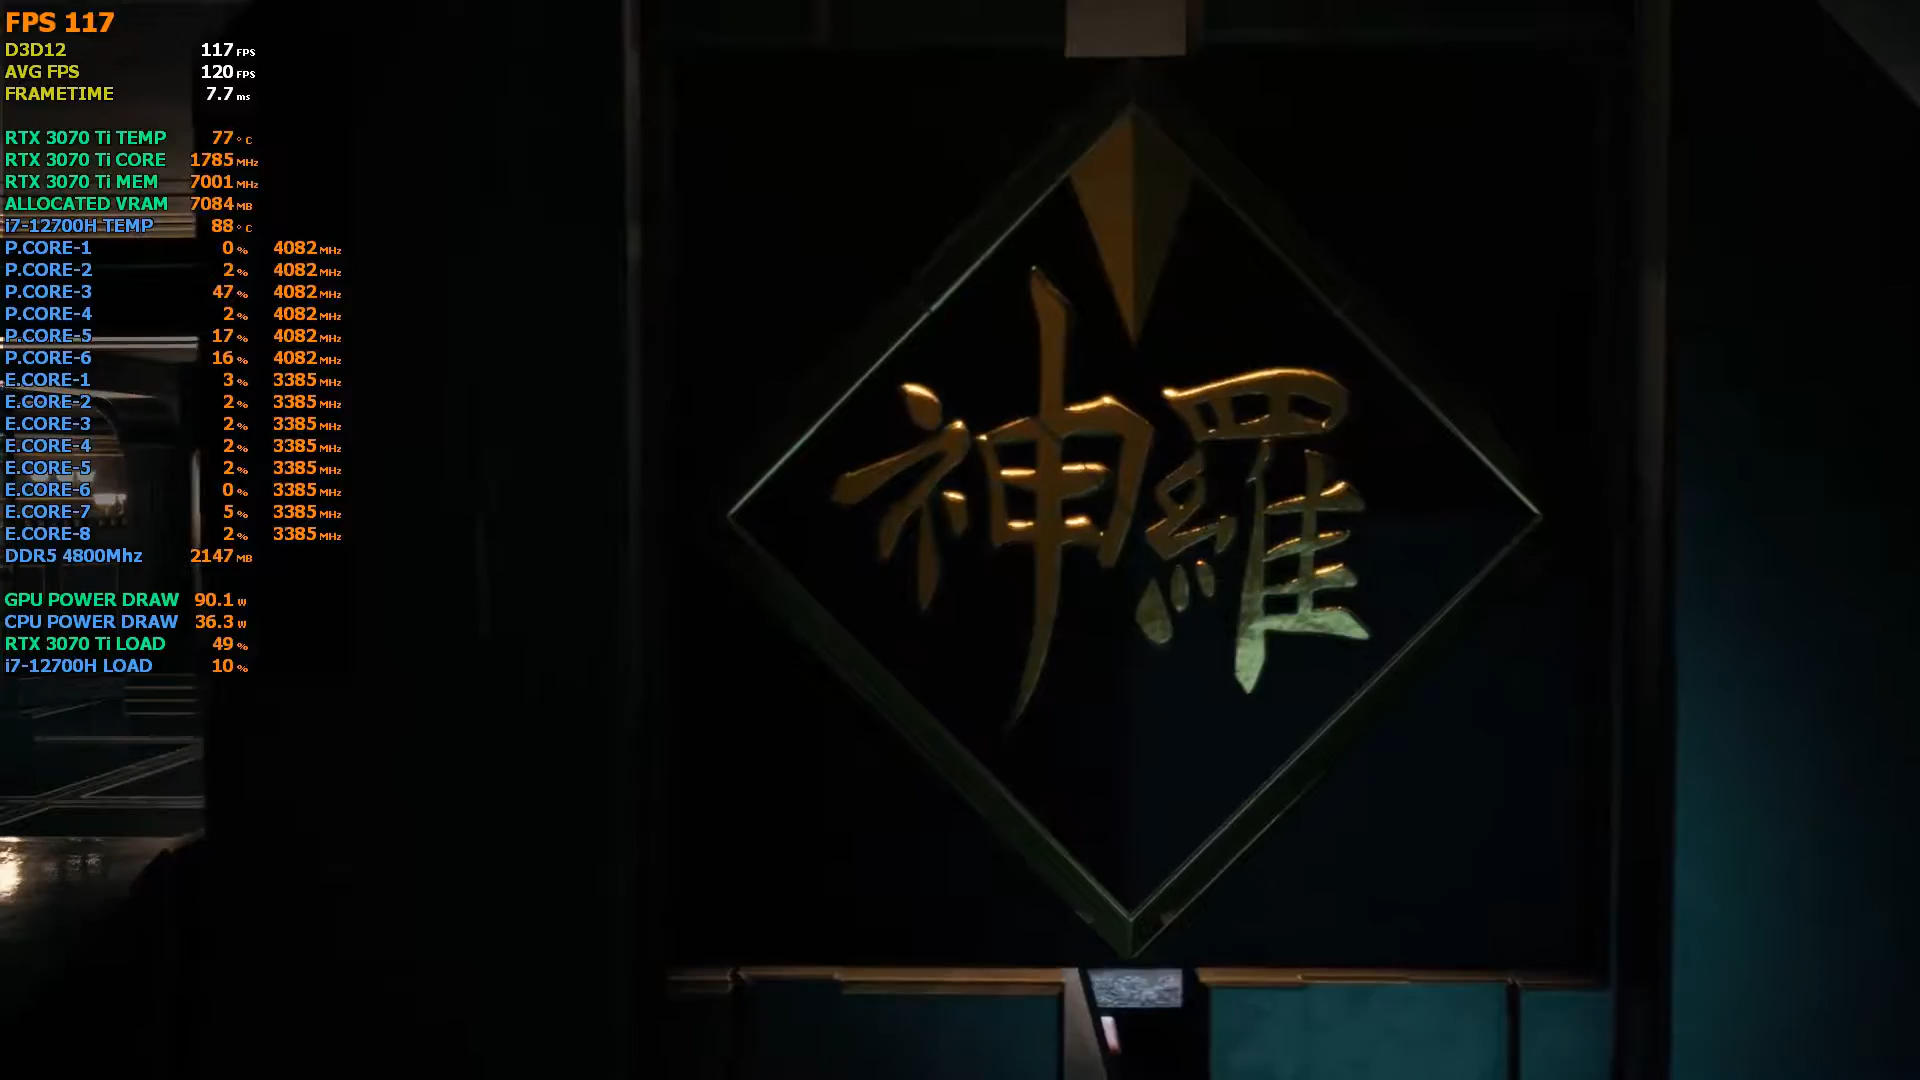 FPS 117
D3D12 117 FPS
AVG FPS 120 FPS
FRAMETIME 7.7 ms
RTX 3070 Ti TEMP 77 °C
RTX 3070 Ti CORE 1785 MHz
RTX 3070 Ti MEM 7001 MHz
ALLOCATED VRAM 7084 MB
i7-12700H TEMP 88 °C
P.CORE-1 0 % 4082 MHz
P.CORE-2 2 % 4082 MHz
P.CORE-3 47 % 4082 MHz
P.CORE-4 2 % 4082 MHz
P.CORE-5 17 % 4082 MHz
P.CORE-6 16 % 4082 MHz
E.CORE-1 3 % 3385 MHz
E.CORE-2 2 % 3385 MHz
E.CORE-3 2 % 3385 MHz
E.CORE-4 2 % 3385 MHz
E.CORE-5 2 % 3385 MHz
E.CORE-6 0 % 3385 MHz
E.CORE-7 5 % 3385 MHz
E.CORE-8 2 % 3385 MHz
DDR5 4800Mhz 2147 MB
GPU POWER DRAW 90.1 W
CPU POWER DRAW 36.3 W
RTX 3070 Ti LOAD 49 %
i7-12700H LOAD 10 %
神羅